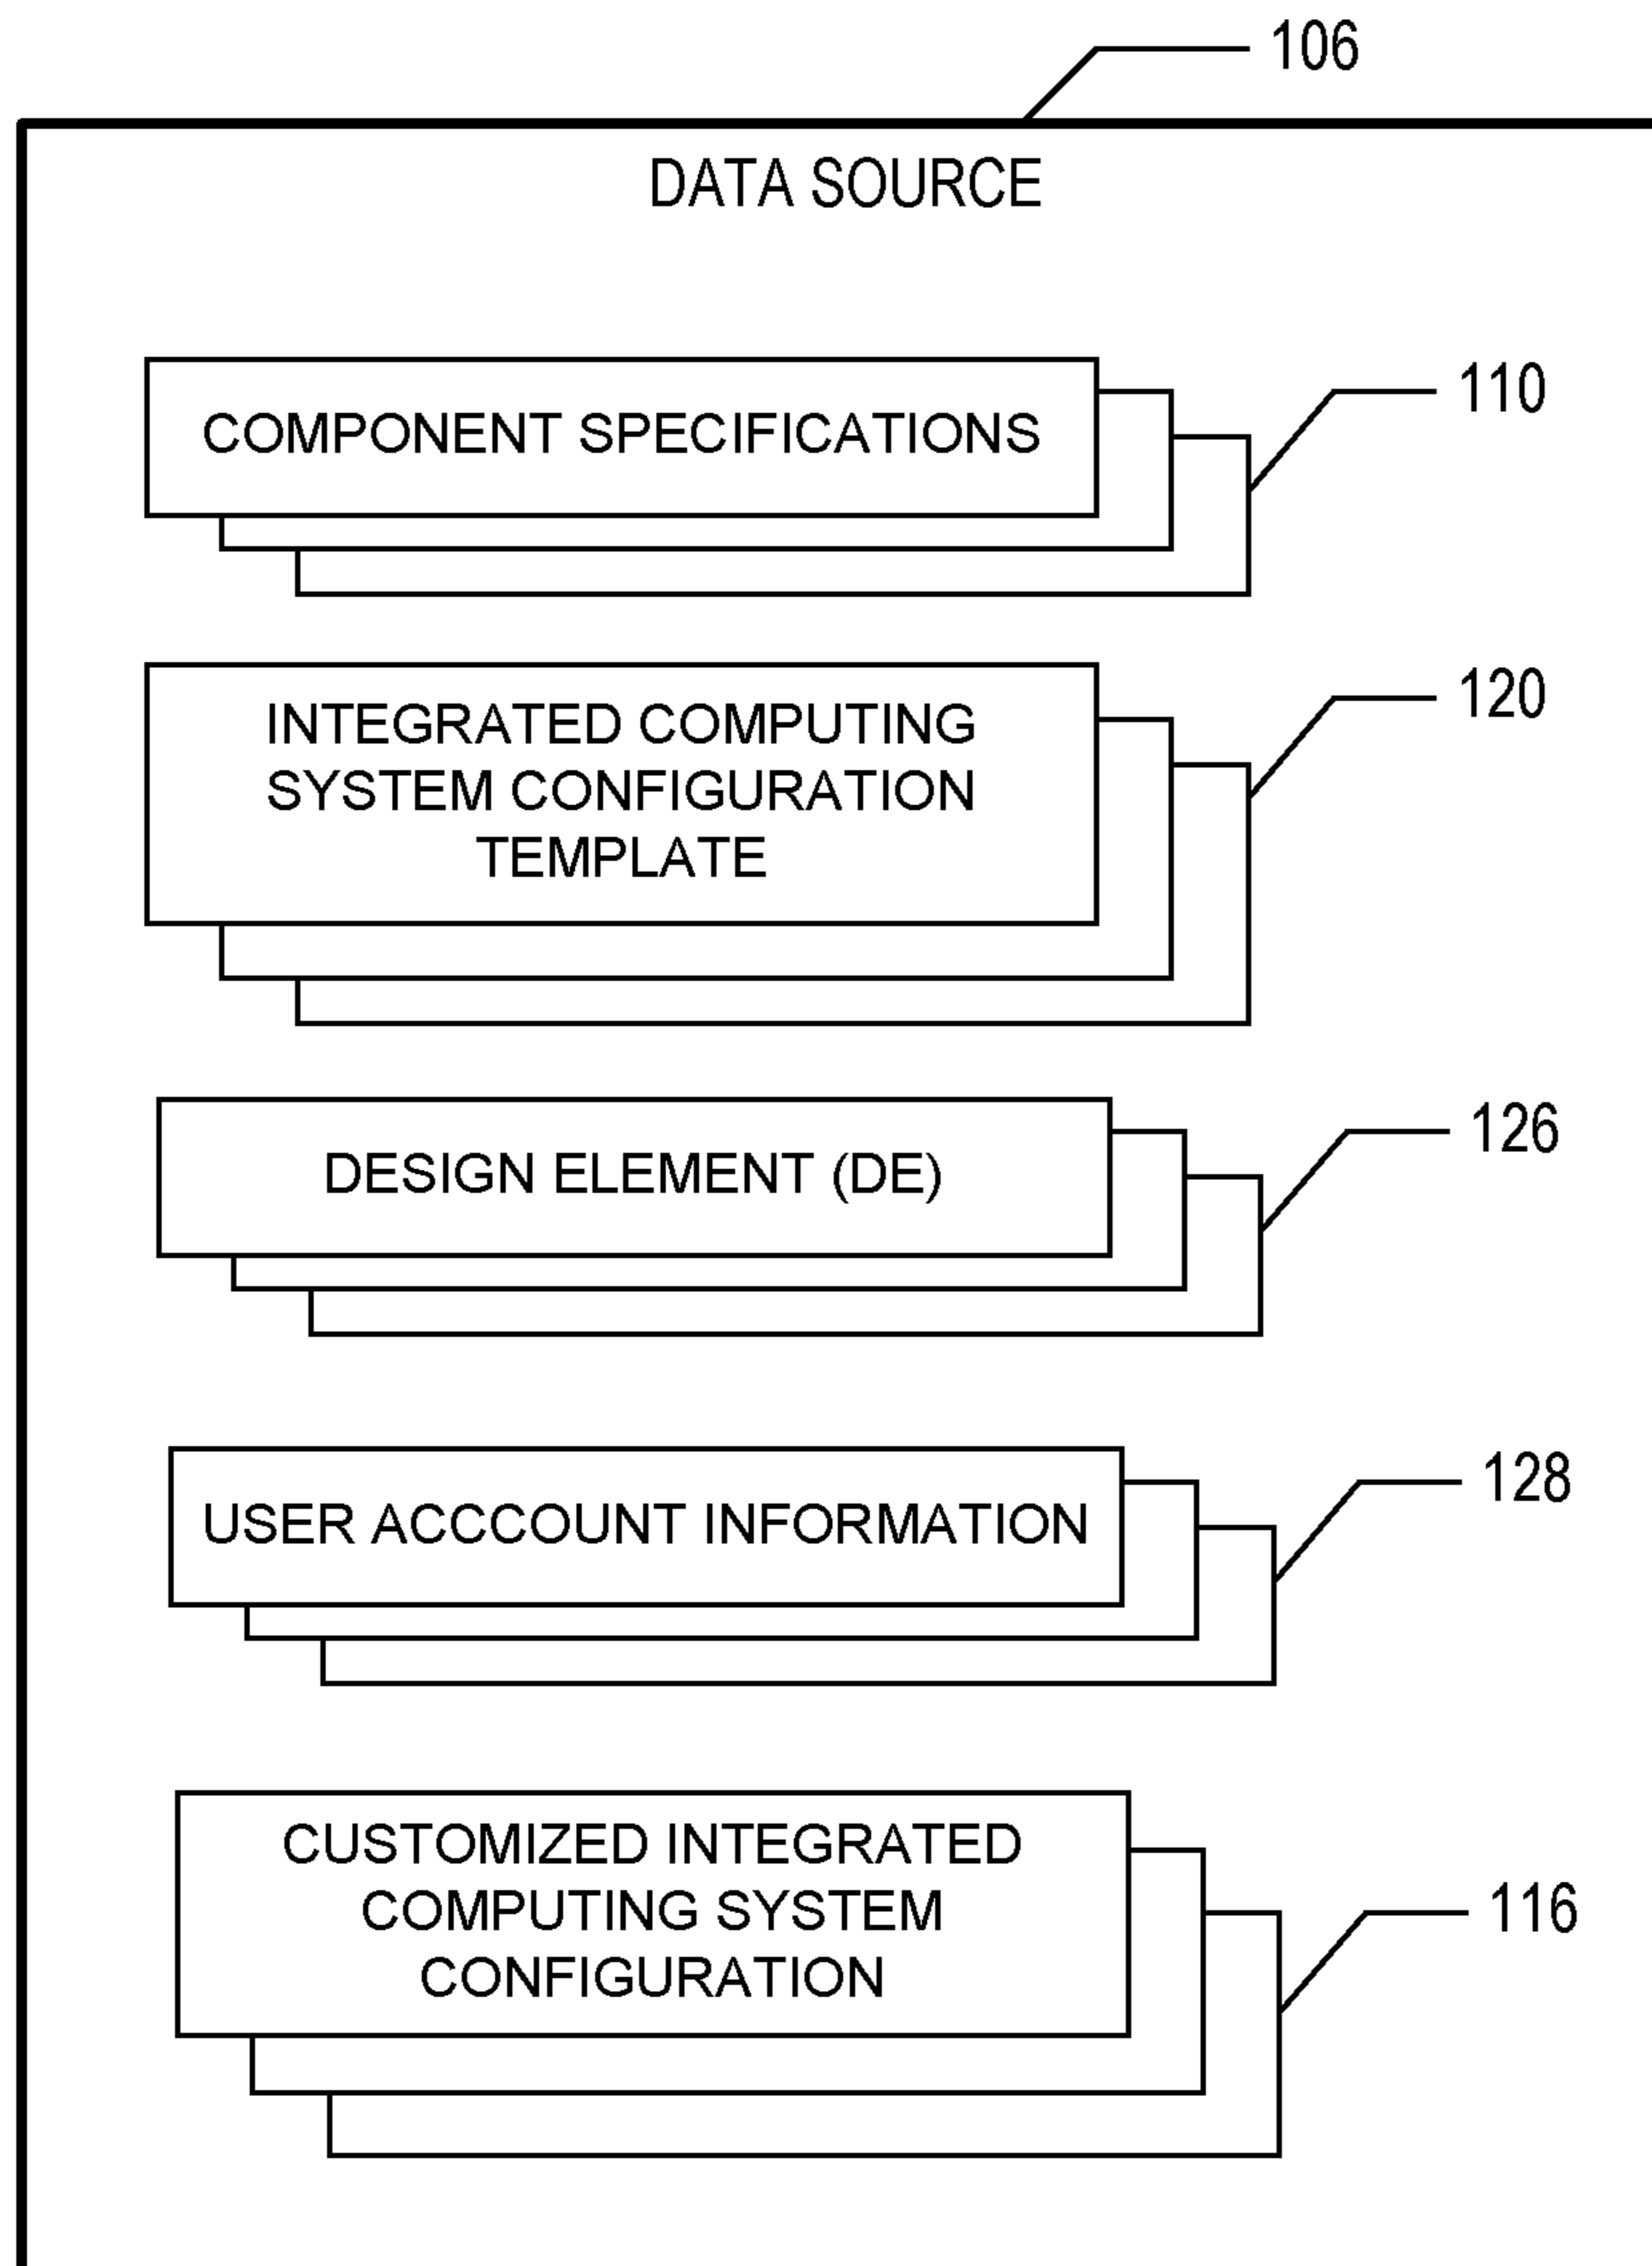 106
DATA SOURCE
COMPONENT SPECIFICATIONS
110
INTEGRATED COMPUTING
SYSTEM CONFIGURATION
TEMPLATE
120
DESIGN ELEMENT (DE)
126
USER ACCCOUNT INFORMATION
128
CUSTOMIZED INTEGRATED
COMPUTING SYSTEM
CONFIGURATION
116